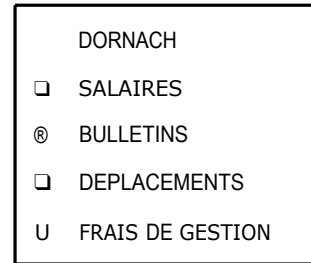 DORNACH
❑ SALAIRES
® BULLETINS
❑ DEPLACEMENTS
U FRAIS DE GESTION